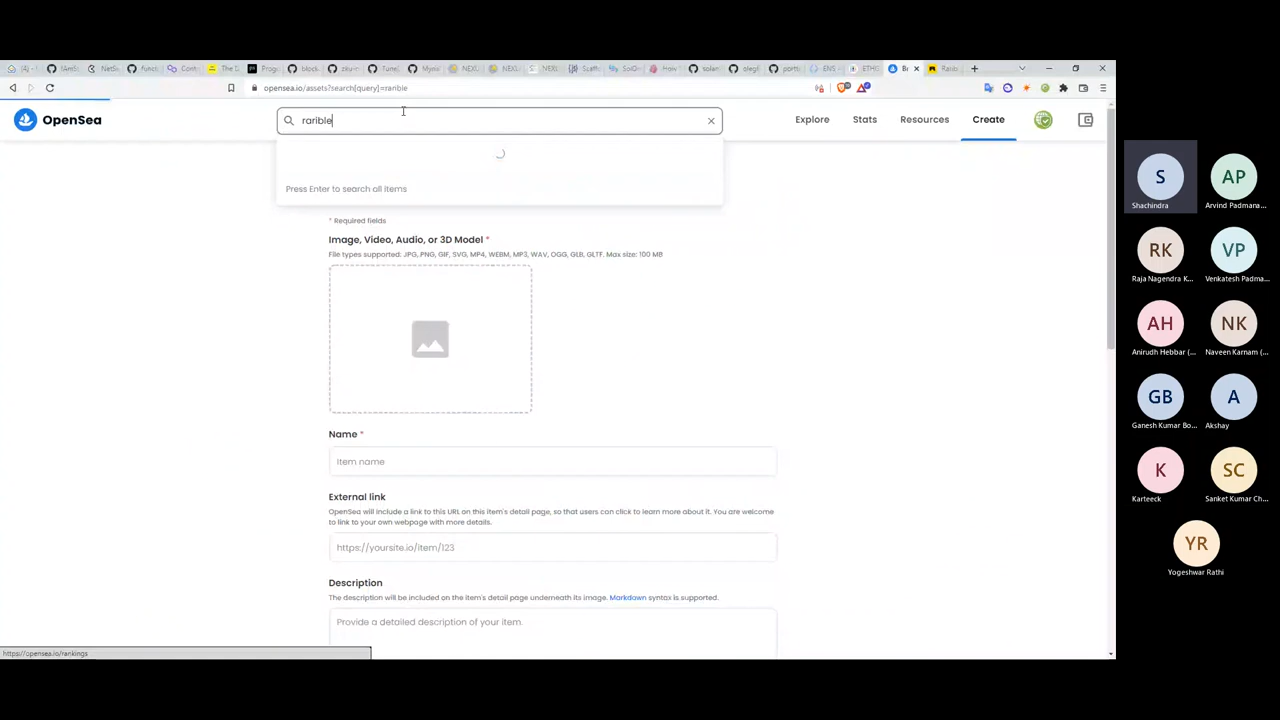 opensea.io/assets?search[query]=rarible
OpenSea
rarible
Explore
Stats
Resources
Create
Press Enter to search all items
* Required fields
Image, Video, Audio, or 3D Model *
File types supported: JPG, PNG, GIF, SVG, MP4, WEBM, MP3, WAV, OGG, GLB, GLTF. Max size: 100 MB
Name *
Item name
External link
OpenSea will include a link to this URL on this item's detail page, so that users can click to learn more about it. You are welcome
to link to your own webpage with more details.
https://yoursite.io/item/123
Description
The description will be included on the item's detail page underneath its image. Markdown syntax is supported.
Provide a detailed description of your item.
https://opensea.io/rankings
S
Shachindra
AP
Arvind Padmana...
RK
Raja Nagendra K...
VP
Venkatesh Padma...
AH
Anirudh Hebbar (...
NK
Naveen Karnam (...
GB
Ganesh Kumar Bo...
A
Akshay
K
Karteeck
SC
Sanket Kumar Ch...
YR
Yogeshwar Rathi